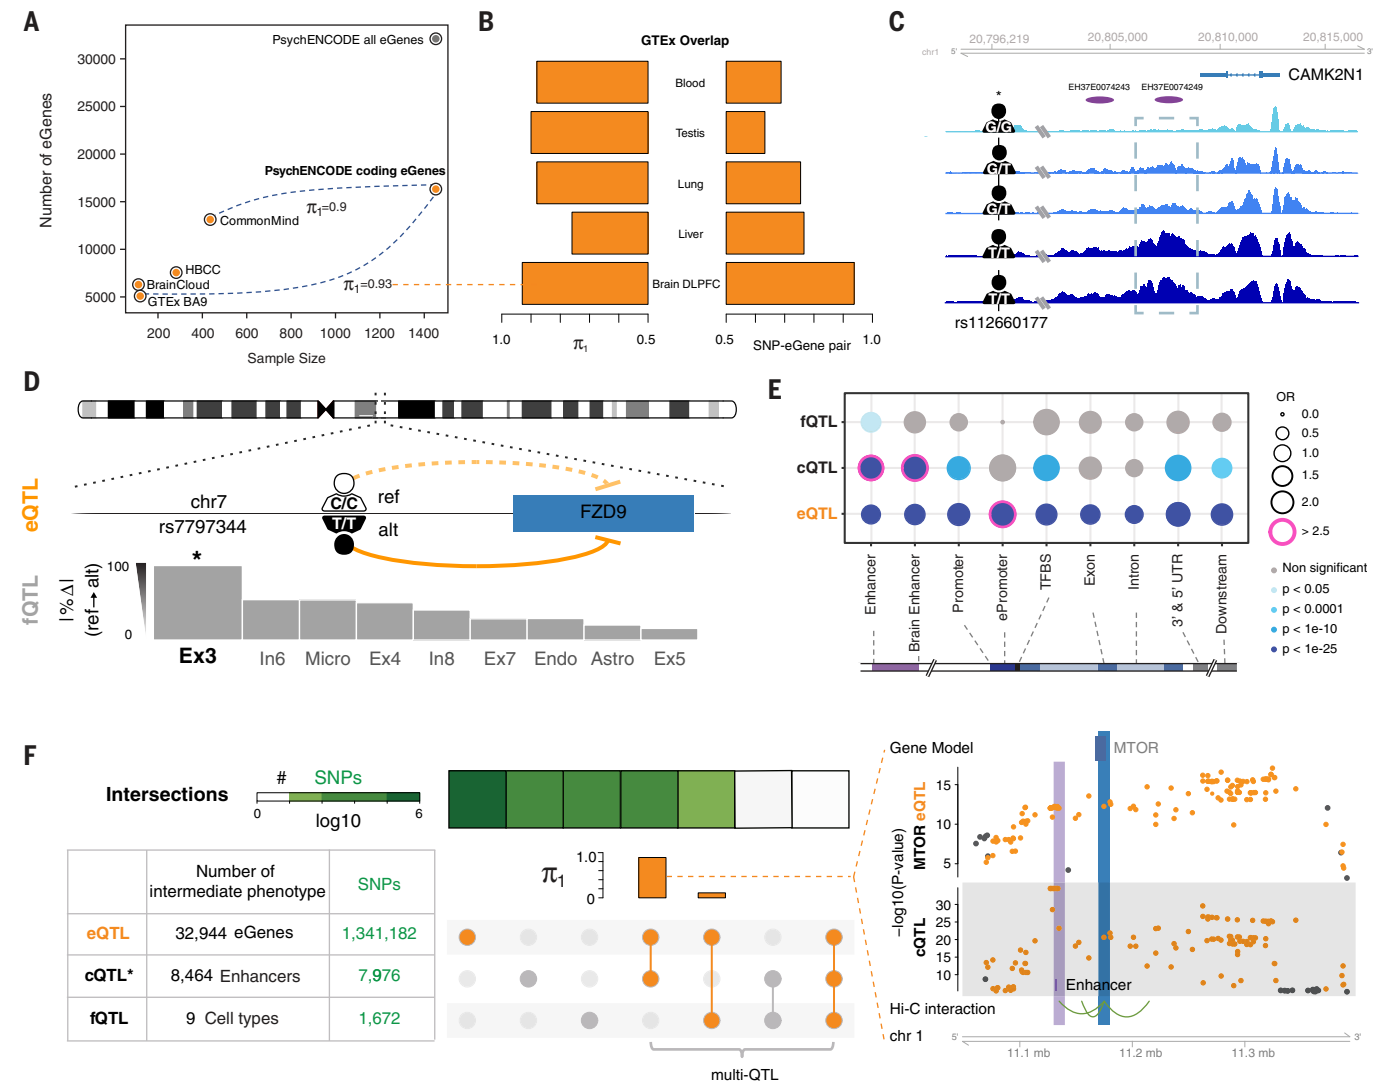 A
Number of eGenes
30000
25000
20000
15000
10000
5000
200
400
600
800
1000
1200
1400
Sample Size
PsychENCODE all eGenes
PsychENCODE coding eGenes
π1=0.9
CommonMind
HBCC
BrainCloud
GTEx BA9
π1=0.93
B
GTEx Overlap
Blood
Testis
Lung
Liver
Brain DLPFC
1.0
π1
0.5
0.5
SNP-eGene pair
1.0
C
chr1
5'
20,796,219
20,805,000
20,810,000
20,815,000
3'
CAMK2N1
EH37E0074243
EH37E0074249
*
G/G
G/T
G/T
T/T
T/T
rs112660177
D
eQTL
chr7
rs7797344
C/C
ref
T/T
alt
FZD9
fQTL
|%Δ|
(ref→alt)
100
0
*
Ex3
In6
Micro
Ex4
In8
Ex7
Endo
Astro
Ex5
E
fQTL
cQTL
eQTL
Enhancer
Brain Enhancer
Promoter
ePromoter
TFBS
Exon
Intron
3' & 5' UTR
Downstream
OR
0.0
0.5
1.0
1.5
2.0
> 2.5
Non significant
p < 0.05
p < 0.0001
p < 1e-10
p < 1e-25
F
Intersections
# SNPs
0
log10
6
Number of
intermediate phenotype
SNPs
eQTL
32,944 eGenes
1,341,182
cQTL*
8,464 Enhancers
7,976
fQTL
9 Cell types
1,672
π1
1.0
0
multi-QTL
Gene Model
MTOR
−log10(P-value)
MTOR eQTL
15
10
5
cQTL
30
20
15
10
Enhancer
Hi-C interaction
chr 1
5'
3'
11.1 mb
11.2 mb
11.3 mb